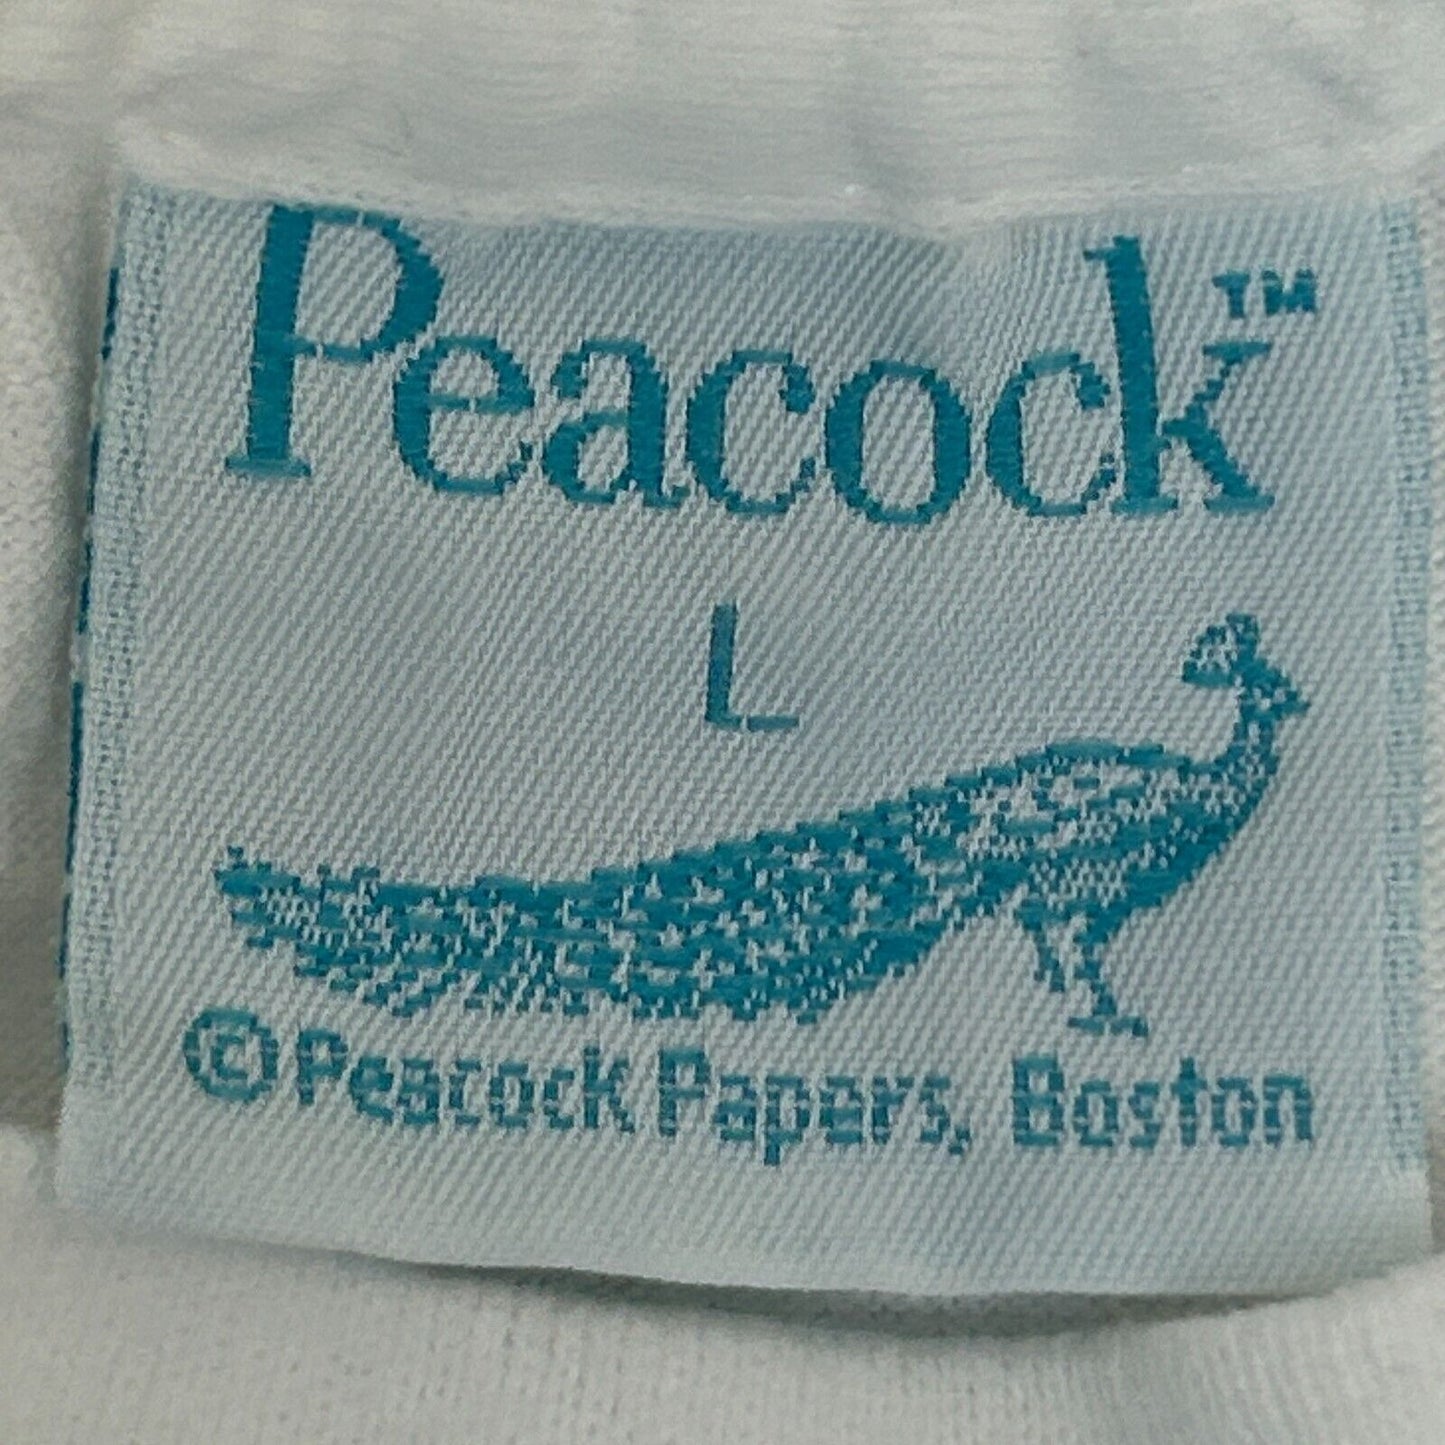 Peacock™
L
©Peacock Papers, Boston